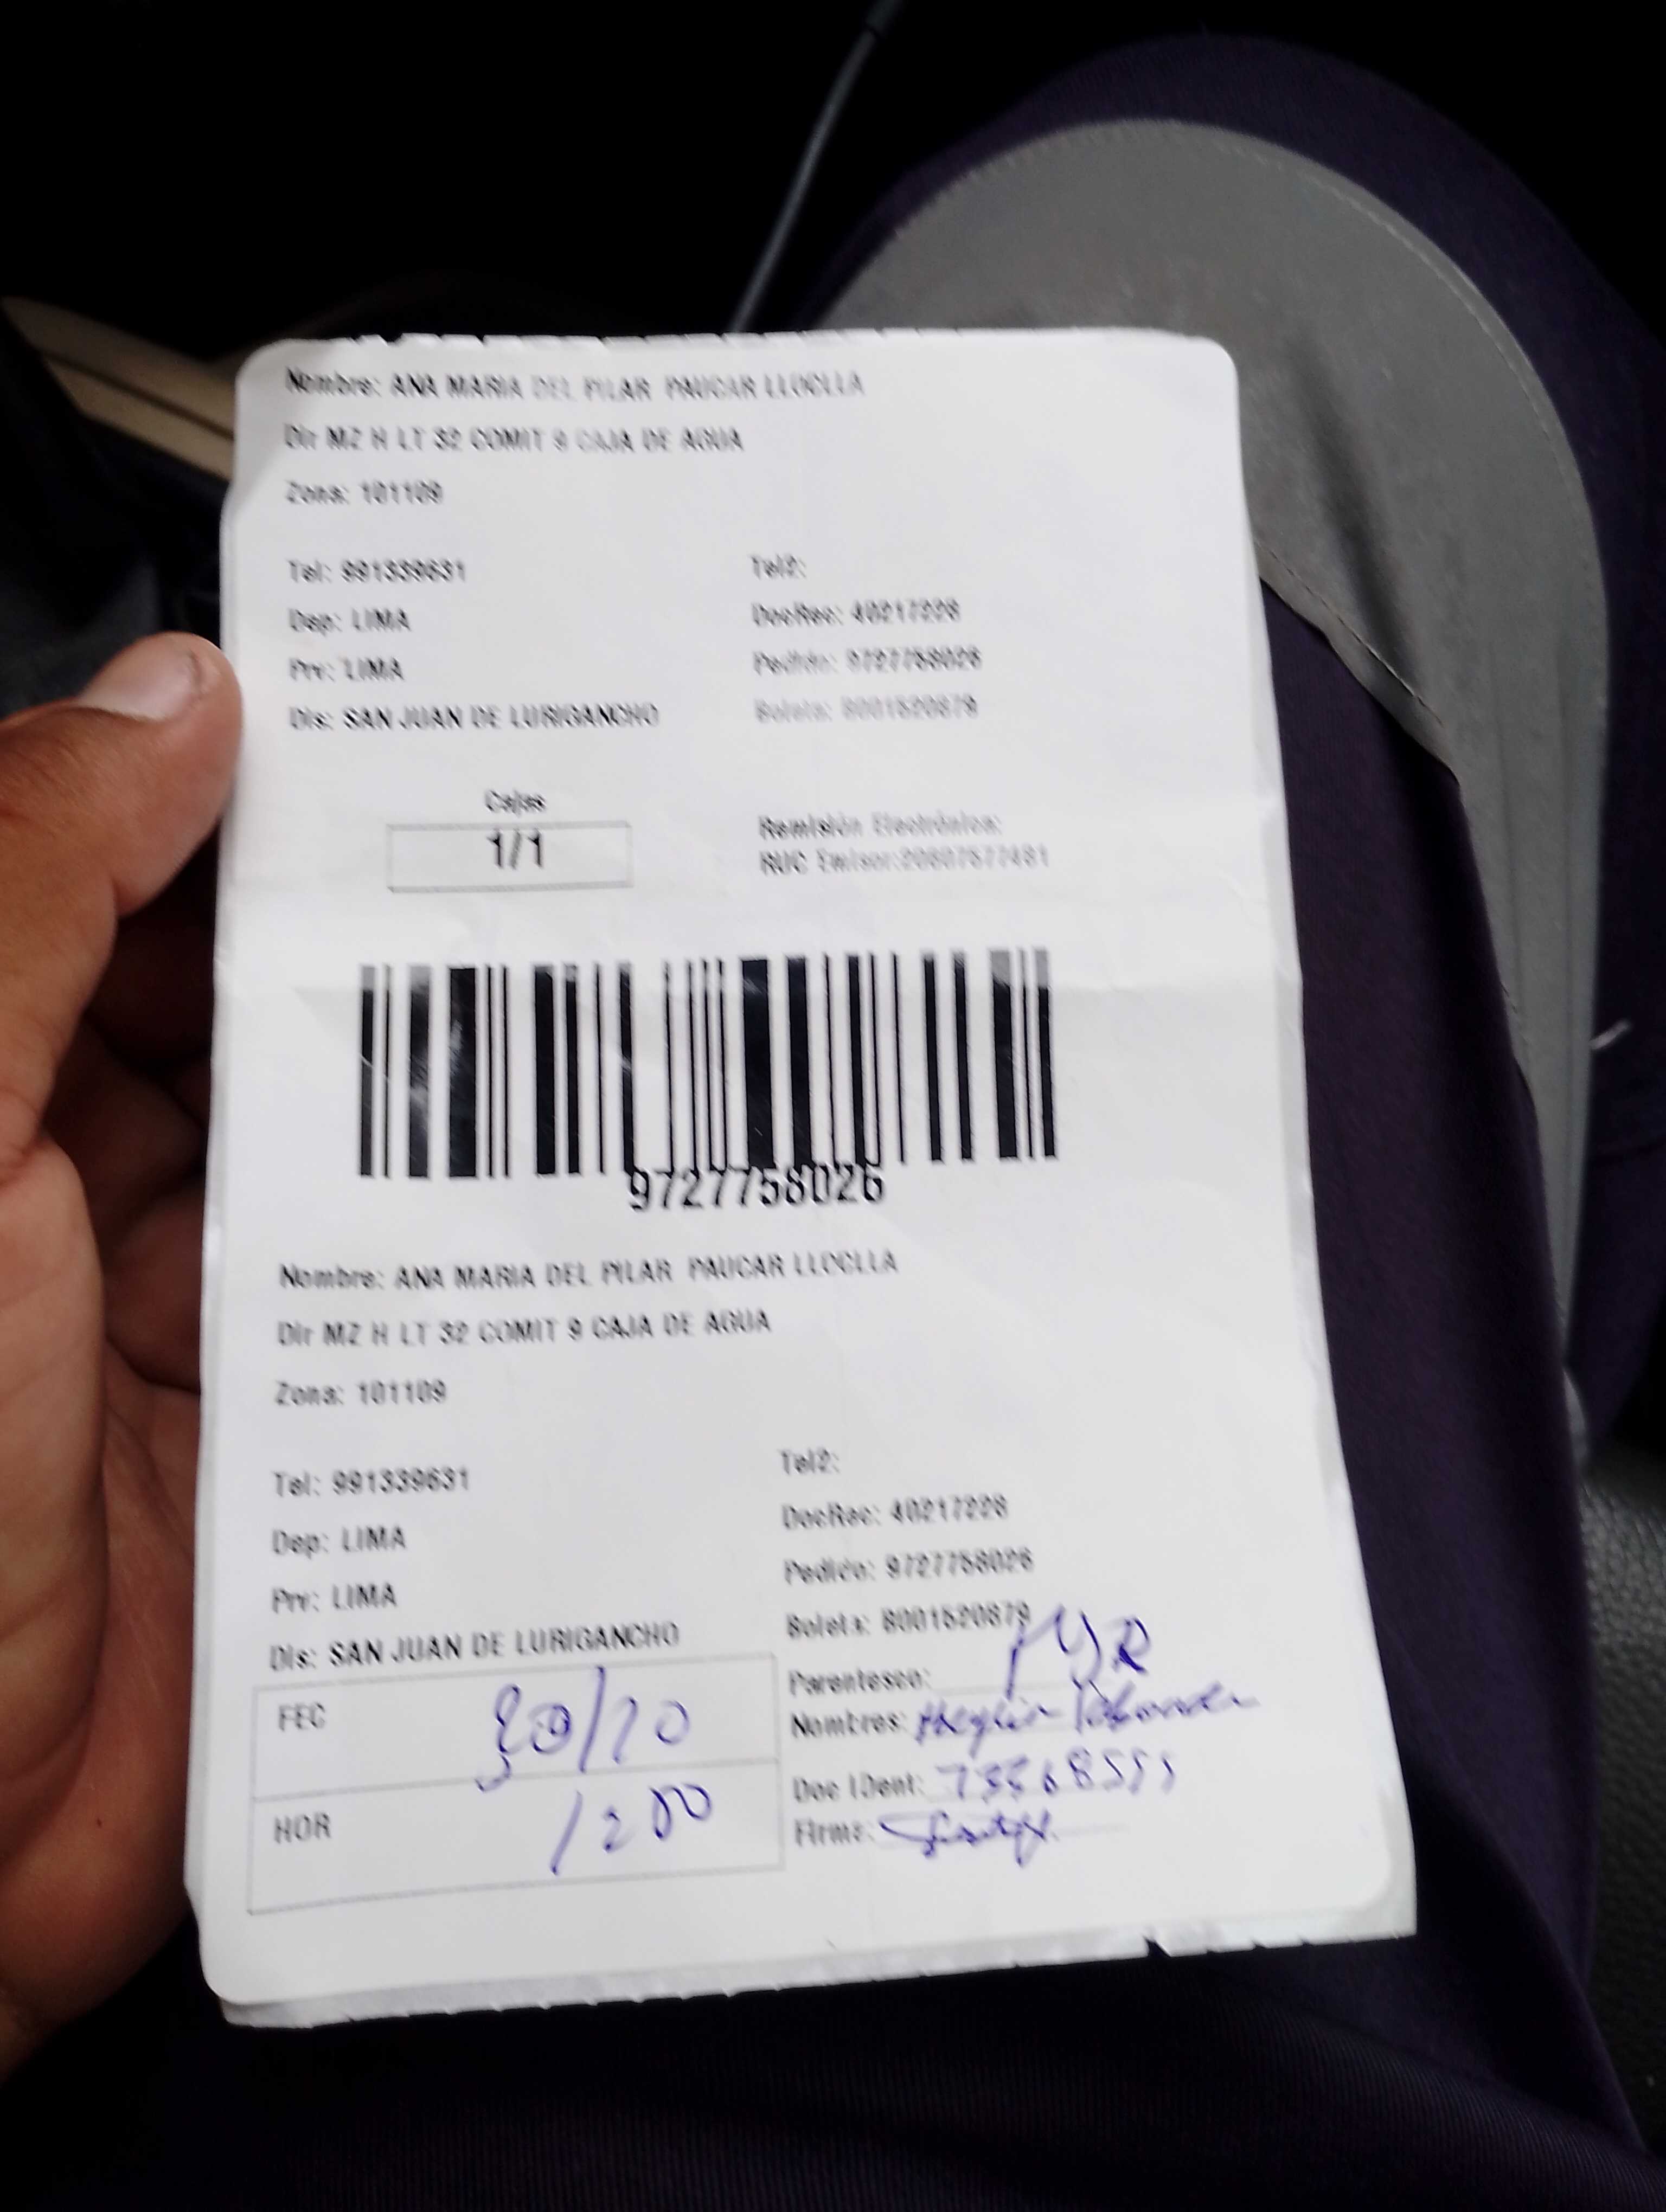 Nombre: ANA MARIA DEL PILAR PAUCAR LLOCLLA
Dir MZ H LT 32 COMIT 9 CAJA DE AGUA
Zona: 101109
Tel: 991339631 Tel2:
Dep: LIMA DocRec: 40217228
Prv: LIMA Pedido: 9727758026
Dis: SAN JUAN DE LURIGANCHO Boleta: 8001520879
Cajas
1/1
Remisión Electrónica:
RUC Emisor:20607577481
9727758026
Nombre: ANA MARIA DEL PILAR PAUCAR LLOCLLA
Dir MZ H LT 32 COMIT 9 CAJA DE AGUA
Zona: 101109
Tel: 991339631 Tel2:
Dep: LIMA DocRec: 40217228
Prv: LIMA Pedido: 9727758026
Dis: SAN JUAN DE LURIGANCHO Boleta: 8001520879
FEC 30/10
HOR 1200
Parentesco:
Nombres:
Doc IDent:
Firma: